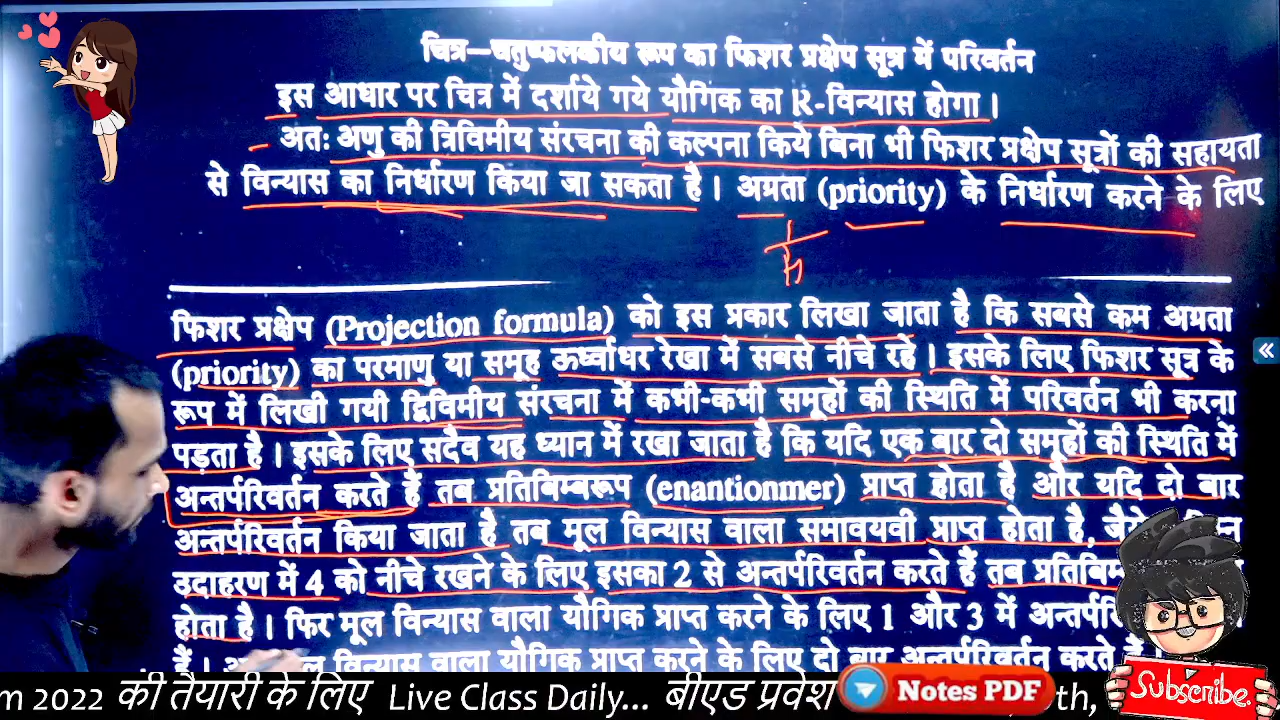 चित्र–चतुष्फलकीय रूप का फिशर प्रक्षेप सूत्र में परिवर्तन
इस आधार पर चित्र में दर्शाये गये यौगिक का R-विन्यास होगा।
अतः अणु की त्रिविमीय संरचना की कल्पना किये बिना भी फिशर प्रक्षेप सूत्रों की सहायता
से विन्यास का निर्धारण किया जा सकता है। अग्रता (priority) के निर्धारण करने के लिए
फिशर प्रक्षेप (Projection formula) को इस प्रकार लिखा जाता है कि सबसे कम अग्रता
(priority) का परमाणु या समूह ऊर्ध्वाधर रेखा में सबसे नीचे रहे। इसके लिए फिशर सूत्र के
रूप में लिखी गयी द्विविमीय संरचना में कभी-कभी समूहों की स्थिति में परिवर्तन भी करना
पड़ता है। इसके लिए सदैव यह ध्यान में रखा जाता है कि यदि एक बार दो समूहों की स्थिति में
अन्तर्परिवर्तन करते हैं तब प्रतिबिम्बरूप (enantionmer) प्राप्त होता है और यदि दो बार
अन्तर्परिवर्तन किया जाता है तब मूल विन्यास वाला समावयवी प्राप्त होता है,
उदाहरण में 4 को नीचे रखने के लिए इसका 2 से अन्तर्परिवर्तन करते हैं तब
होता है। फिर मूल विन्यास वाला यौगिक प्राप्त करने के लिए 1 और 3 में
हैं। विन्यास वाला यौगिक प्राप्त करने के लिए दो बार अन्तर्परिवर्तन करते
m 2022 की तैयारी के लिए Live Class Daily... बीएड प्रवेश Notes PDF th,
Subscribe.